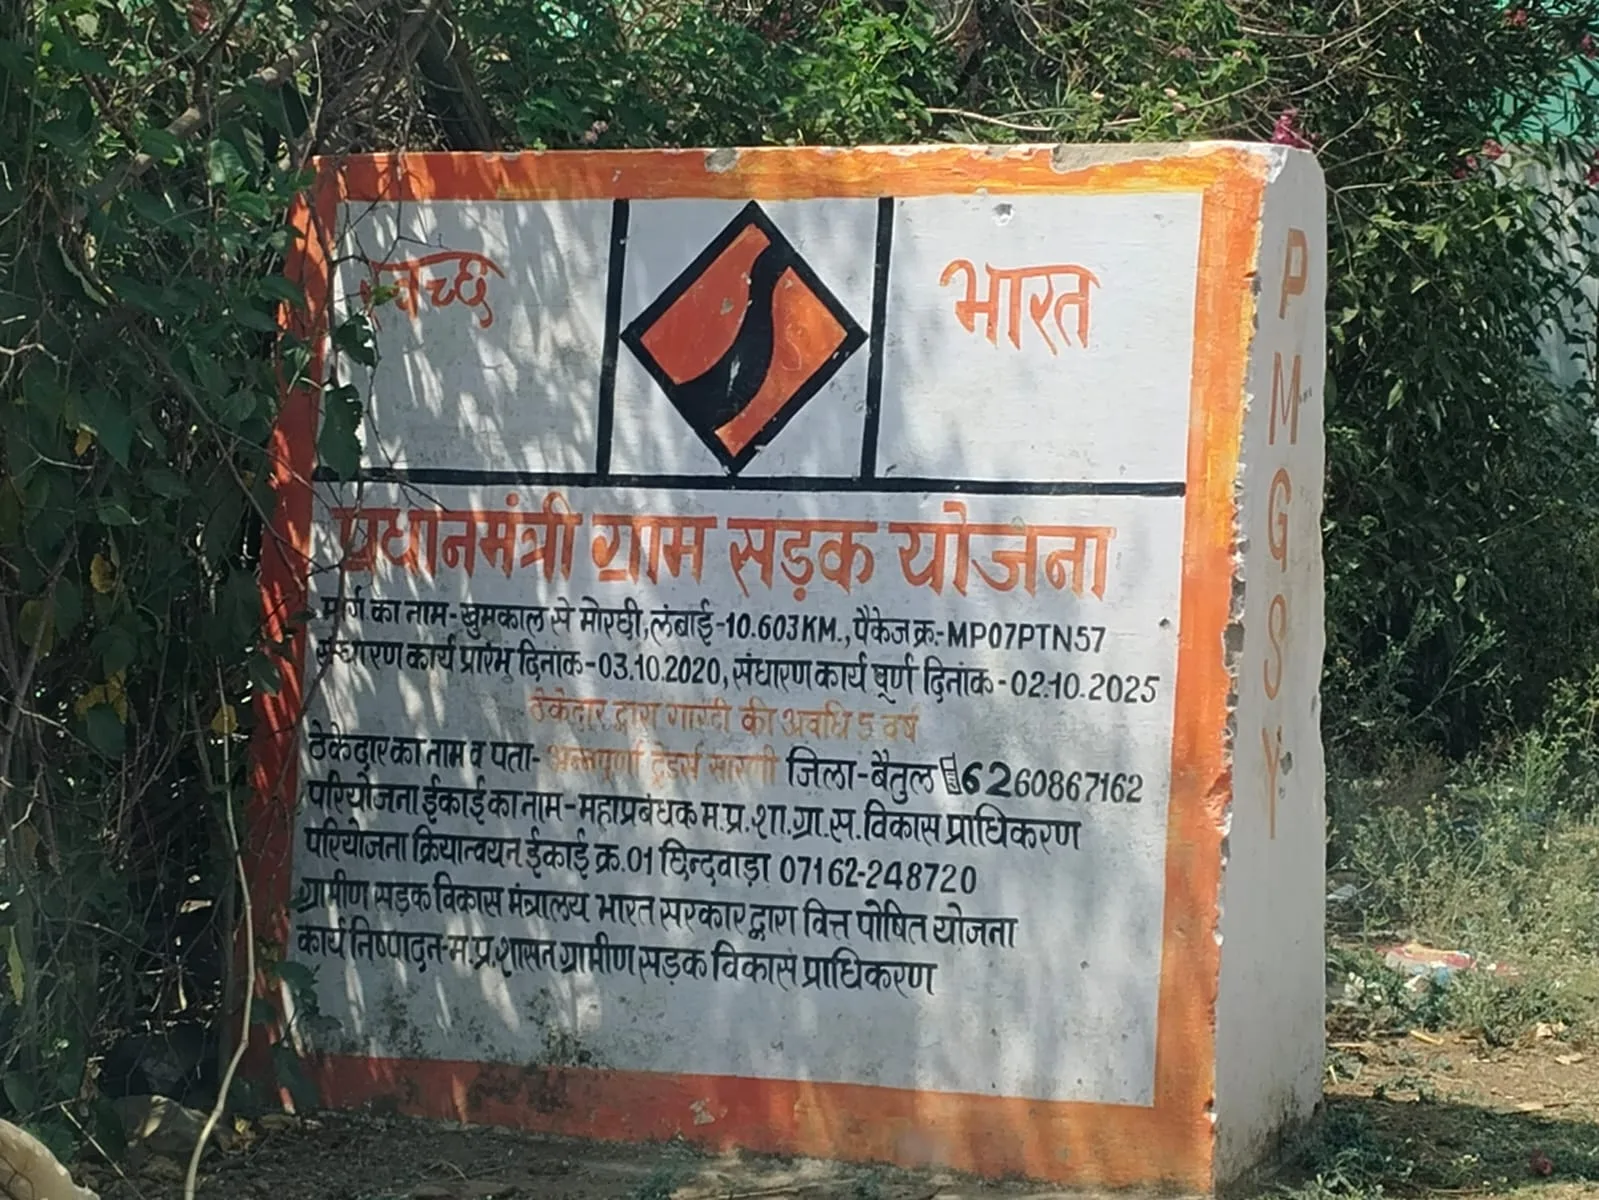 स्वच्छ
भारत
प्रधानमंत्री ग्राम सड़क योजना
मार्ग का नाम-खुमकाल से मोरछी, लंबाई-10.603KM., पैकेज क्र.-MP07PTN57
संधारण कार्य प्रारंभ दिनांक-03.10.2020, संधारण कार्य पूर्ण दिनांक-02.10.2025
ठेकेदार द्वारा गारंटी की अवधि 5 वर्ष
ठेकेदार का नाम व पता- अन्नपूर्णा ट्रेडर्स सारणी जिला-बैतुल 6260867162
परियोजना ईकाई का नाम-महाप्रबंधक म.प्र.शा.ग्रा.स. विकास प्राधिकरण
परियोजना क्रियान्वयन ईकाई क्र.01 छिन्दवाड़ा 07162-248720
ग्रामीण सड़क विकास मंत्रालय भारत सरकार द्वारा वित्त पोषित योजना
कार्य निष्पादन-म.प्र.शासन ग्रामीण सड़क विकास प्राधिकरण
PMGSY